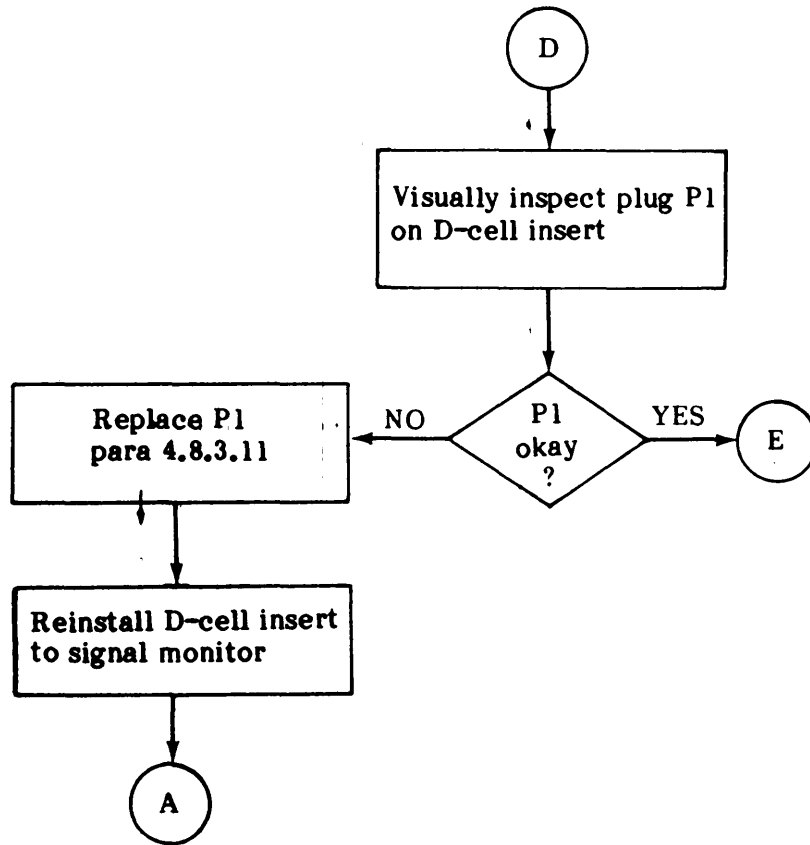 D
Visually inspect plug P1
on D-cell insert
P1
okay
?
NO
YES
E
Replace P1
para 4.8.3.11
Reinstall D-cell insert
to signal monitor
A